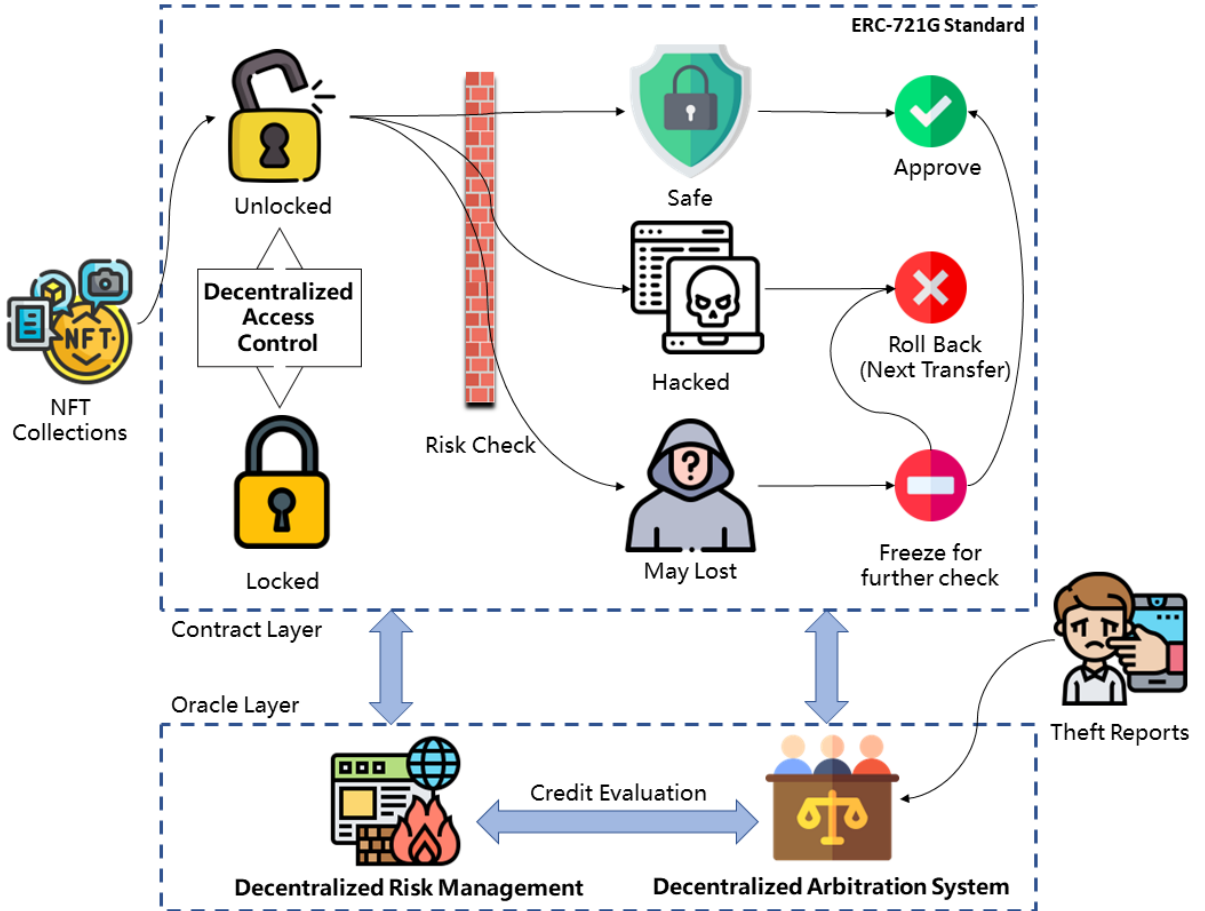 ERC-721G Standard
Unlocked
Safe
Approve
Decentralized
Access
Control
NFT
NFT
Collections
Hacked
Roll Back
(Next Transfer)
Risk Check
Locked
May Lost
Freeze for
further check
Contract Layer
Oracle Layer
Theft Reports
Credit Evaluation
Decentralized Risk Management
Decentralized Arbitration System